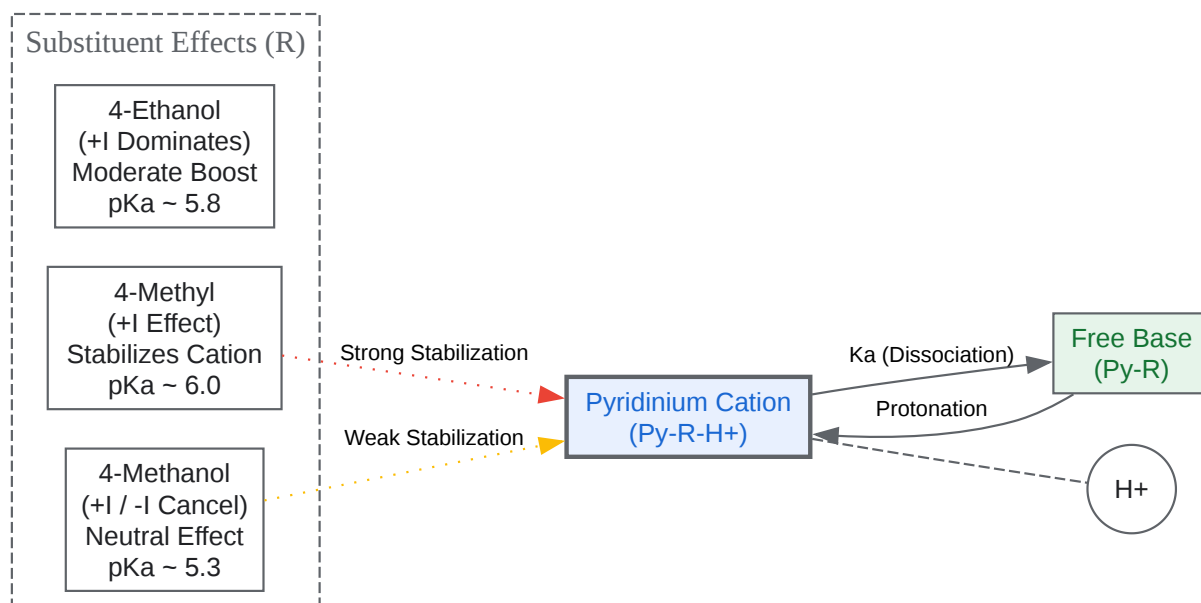 Substituent Effects (R)
4-Ethanol
(+I Dominates)
Moderate Boost
pKa ~ 5.8
4-Methyl
(+I Effect)
Stabilizes Cation
pKa ~ 6.0
4-Methanol
(+I / -I Cancel)
Neutral Effect
pKa ~ 5.3
Strong Stabilization
Weak Stabilization
Pyridinium Cation
(Py-R-H+)
Ka (Dissociation)
Protonation
Free Base
(Py-R)
H+